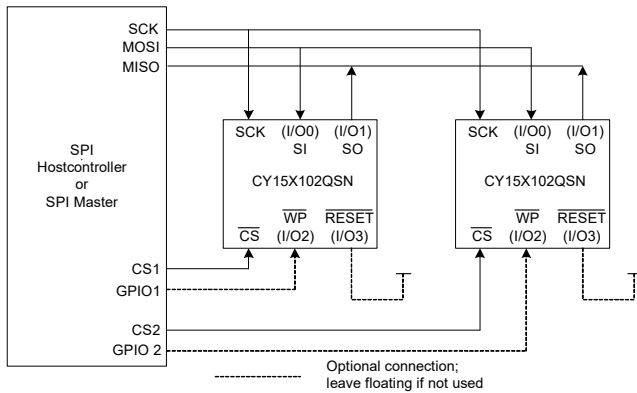 SCK
MOSI
MISO
SPI
Hostcontroller
or
SPI Master
CS1
GPIO1
CS2
GPIO 2
SCK (I/O0) (I/O1)
SI SO
CY15X102QSN
WP RESET
CS (I/O2) (I/O3)
SCK (I/O0) (I/O1)
SI SO
CY15X102QSN
WP RESET
CS (I/O2) (I/O3)
Optional connection;
leave floating if not used